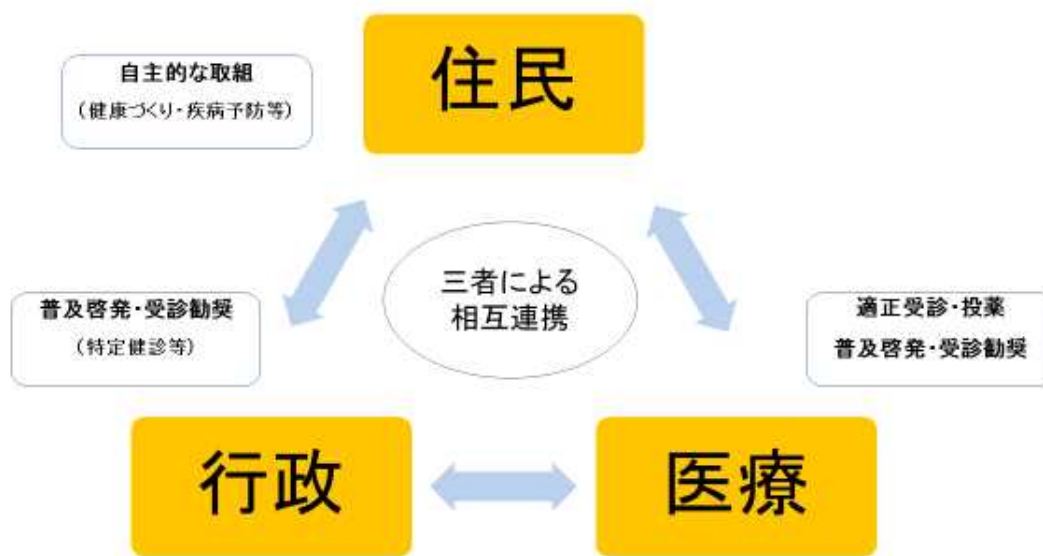 住民
自主的な取組
（健康づくり・疾病予防等）
三者による
相互連携
普及啓発・受診勧奨
（特定健診等）
適正受診・投薬
普及啓発・受診勧奨
行政
医療